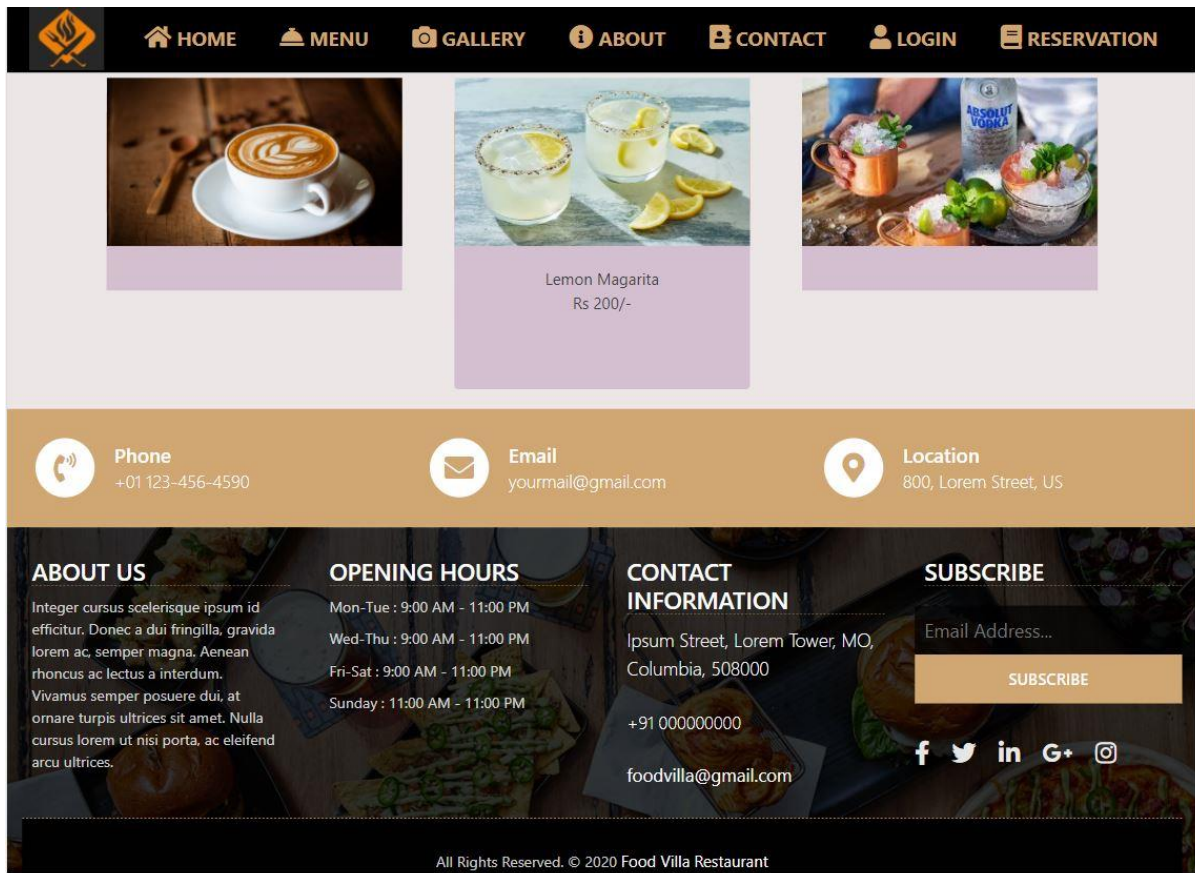 HOME MENU GALLERY ABOUT CONTACT LOGIN RESERVATION
ABSOLUT
VODKA
Lemon Magarita
Rs 200/-
Phone
+01 123-456-4590
Email
yourmail@gmail.com
Location
800, Lorem Street, US
ABOUT US
Integer cursus scelerisque ipsum id
efficitur. Donec a dui fringilla, gravida
lorem ac, semper magna. Aenean
rhoncus ac lectus a interdum.
Vivamus semper posuere dui, at
ornare turpis ultrices sit amet. Nulla
cursus lorem ut nisi porta, ac eleifend
arcu ultrices.
OPENING HOURS
Mon-Tue : 9:00 AM - 11:00 PM
Wed-Thu : 9:00 AM - 11:00 PM
Fri-Sat : 9:00 AM - 11:00 PM
Sunday : 11:00 AM - 11:00 PM
CONTACT
INFORMATION
Ipsum Street, Lorem Tower, MO,
Columbia, 508000
+91 000000000
foodvilla@gmail.com
SUBSCRIBE
Email Address...
SUBSCRIBE
f in G+
All Rights Reserved. © 2020 Food Villa Restaurant